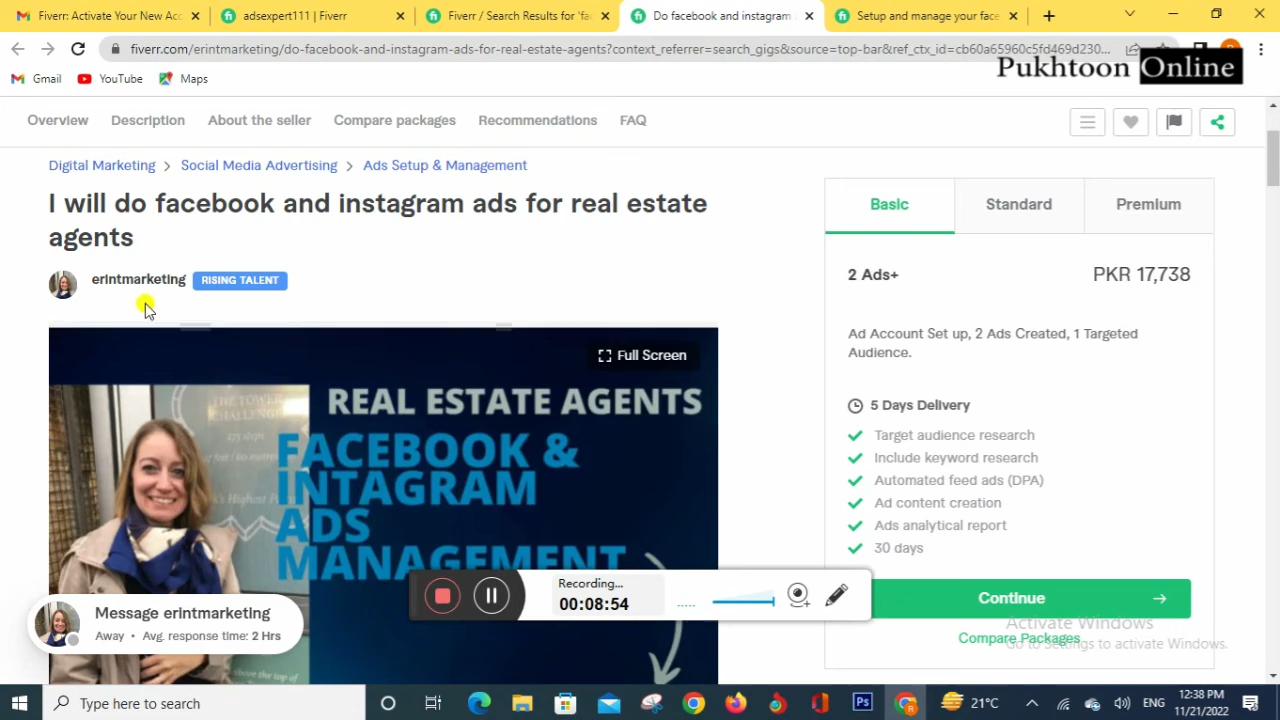 Fiverr: Activate Your New Acc
adsexpert111 | Fiverr
Fiverr / Search Results for 'fac
Do facebook and instagram
Setup and manage your face
fiverr.com/erintmarketing/do-facebook-and-instagram-ads-for-real-estate-agents?context_referrer=search_gigs&source=top-bar&ref_ctx_id=cb60a65960c5fd469d230...
Gmail YouTube Maps
Pukhtoon Online
Overview Description About the seller Compare packages Recommendations FAQ
Digital Marketing > Social Media Advertising > Ads Setup & Management
I will do facebook and instagram ads for real estate
agents
erintmarketing RISING TALENT
Full Screen
REAL ESTATE AGENTS
FACEBOOK &
INTAGRAM
ADS
MANAGEMENT
THE TOWER
CHALLENGE
Message erintmarketing
Away • Avg. response time: 2 Hrs
Recording...
00:08:54
Basic Standard Premium
2 Ads+ PKR 17,738
Ad Account Set up, 2 Ads Created, 1 Targeted
Audience.
5 Days Delivery
Target audience research
Include keyword research
Automated feed ads (DPA)
Ad content creation
Ads analytical report
30 days
Continue
Compare Packages
Activate Windows
Go to Settings to activate Windows.
Type here to search
Ps
21°C
ENG
12:38 PM
11/21/2022